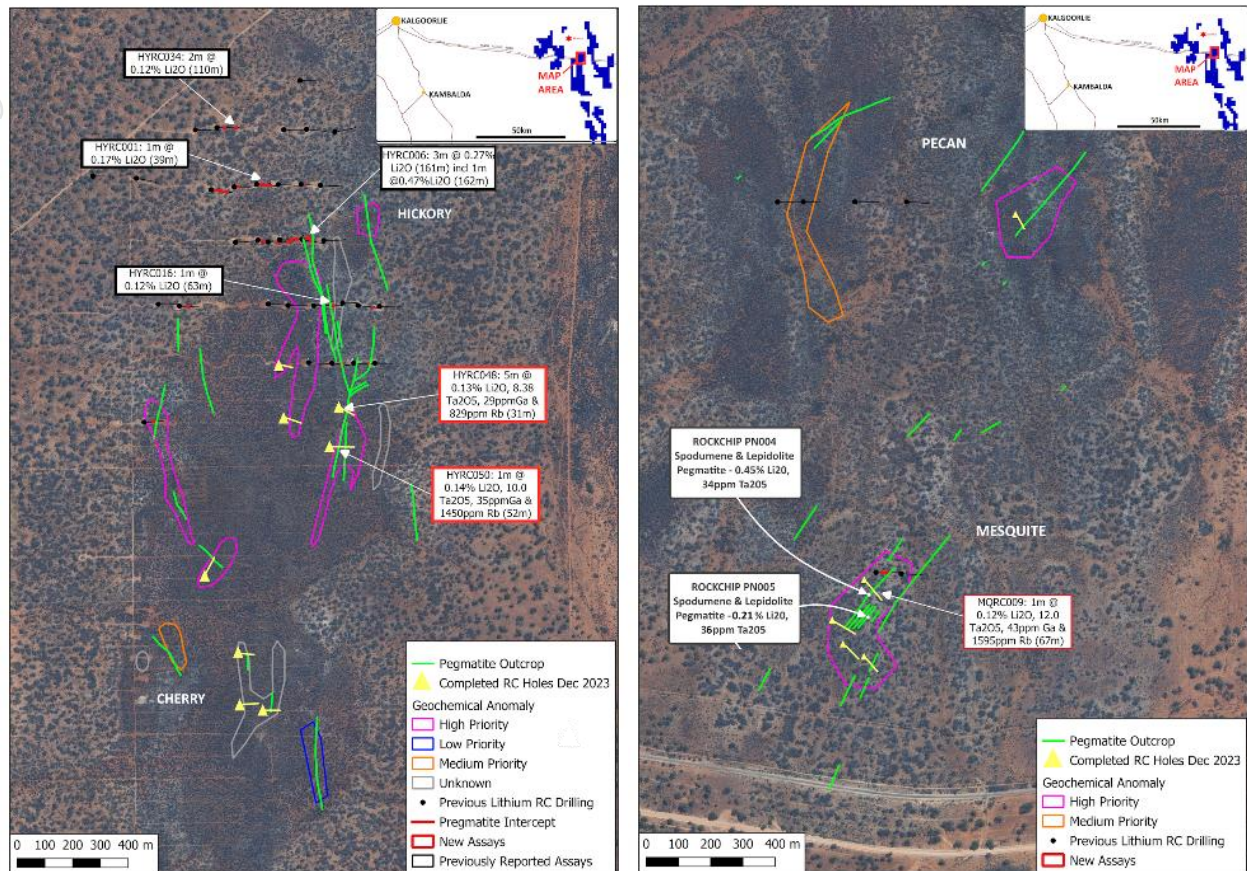 KALGOORLIE
KAMBALDA
MAP
AREA
50km
HYRC034: 2m @
0.12% Li2O (110m)
HYRC001: 1m @
0.17% Li2O (39m)
HYRC006: 3m @ 0.27%
Li2O (161m) incl 1m
@0.47%Li2O (162m)
HICKORY
HYRC016: 1m @
0.12% Li2O (63m)
HYRC048: 5m @
0.13% Li2O, 8.38
Ta2O5, 29ppmGa &
829ppm Rb (31m)
HYRC050: 1m @
0.14% Li2O, 10.0
Ta2O5, 35ppmGa &
1450ppm Rb (52m)
CHERRY
Pegmatite Outcrop
Completed RC Holes Dec 2023
Geochemical Anomaly
High Priority
Low Priority
Medium Priority
Unknown
Previous Lithium RC Drilling
Pregmatite Intercept
New Assays
Previously Reported Assays
0 100 200 300 400 m
KALGOORLIE
KAMBALDA
MAP
AREA
50km
PECAN
ROCKCHIP PN004
Spodumene & Lepidolite
Pegmatite - 0.45% Li20,
34ppm Ta205
MESQUITE
ROCKCHIP PN005
Spodumene & Lepidolite
Pegmatite -0.21% Li20,
36ppm Ta205
MQRC009: 1m @
0.12% Li2O, 12.0
Ta2O5, 43ppm Ga &
1595ppm Rb (67m)
Pegmatite Outcrop
Completed RC Holes Dec 2023
Geochemical Anomaly
High Priority
Medium Priority
Previous Lithium RC Drilling
New Assays
0 100 200 300 400 m